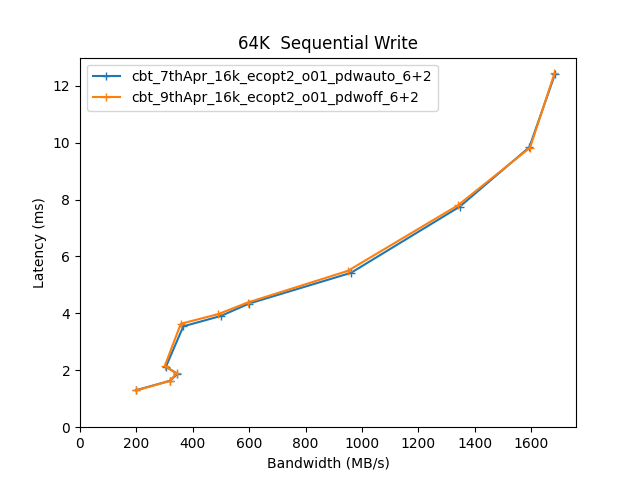 64K  Sequential Write
cbt_7thApr_16k_ecopt2_o01_pdwauto_6+2
cbt_9thApr_16k_ecopt2_o01_pdwoff_6+2
12
10
8
6
4
2
0
Latency (ms)
0 200 400 600 800 1000 1200 1400 1600
Bandwidth (MB/s)